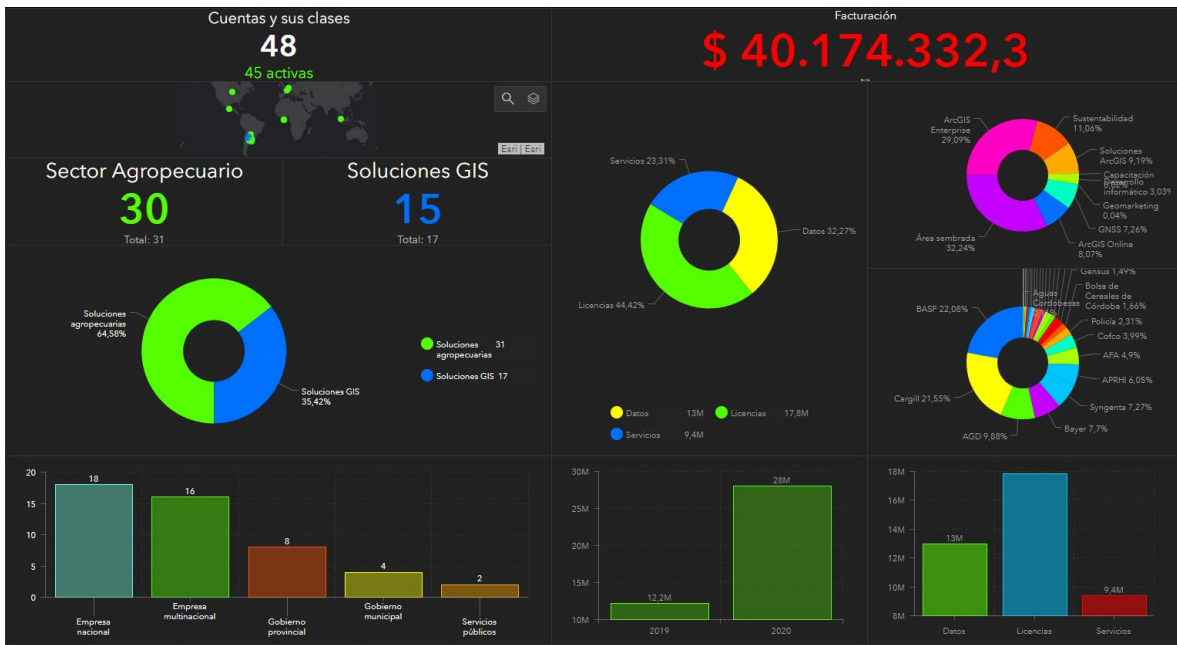 Cuentas y sus clases
48
45 activas
Facturación
$ 40.174.332,3
Esri | Esri
Sector Agropecuario
30
Total: 31
Soluciones GIS
15
Total: 17
Soluciones
agropecuarias
64,58%
Soluciones GIS
35,42%
Soluciones 31
agropecuarias
Soluciones GIS 17
Servicios 23,31%
Datos 32,27%
Licencias 44,42%
Datos 13M
Licencias 17,8M
Servicios 9,4M
ArcGIS
Enterprise
29,09%
Sustentabilidad
11,06%
Soluciones
ArcGIS 9,19%
Capacitación
informático 3,03%
Geomarketing
0,04%
GNSS 7,26%
ArcGIS Online
8,07%
Área sembrada
32,24%
Census 1,49%
Aguas
Cordobesas
Bolsa de
Cereales de
Córdoba 1,66%
BASF 22,08%
Policía 2,31%
Cofco 3,99%
AFA 4,9%
APRHI 6,05%
Syngenta 7,27%
Bayer 7,7%
AGD 9,88%
Cargill 21,55%
20
15
10
5
0
18
16
8
4
2
Empresa
nacional
Empresa
multinacional
Gobierno
provincial
Gobierno
municipal
Servicios
públicos
30M
25M
20M
15M
10M
12,2M
28M
2019
2020
18M
16M
14M
12M
10M
8M
13M
9,4M
Datos
Licencias
Servicios